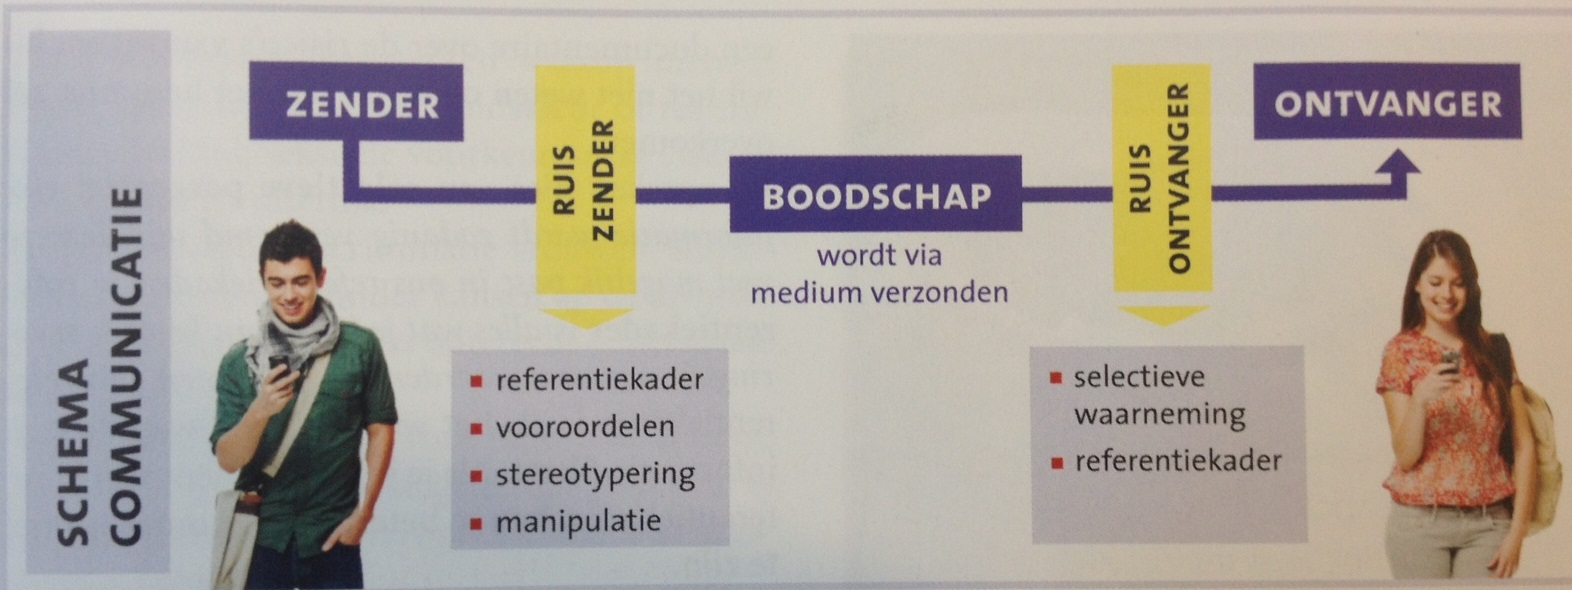 SCHEMA
COMMUNICATIE
ZENDER
RUIS
ZENDER
BOODSCHAP
wordt via
medium verzonden
RUIS
ONTVANGER
ONTVANGER
▪ referentiekader
▪ vooroordelen
▪ stereotypering
▪ manipulatie
▪ selectieve
waarneming
▪ referentiekader